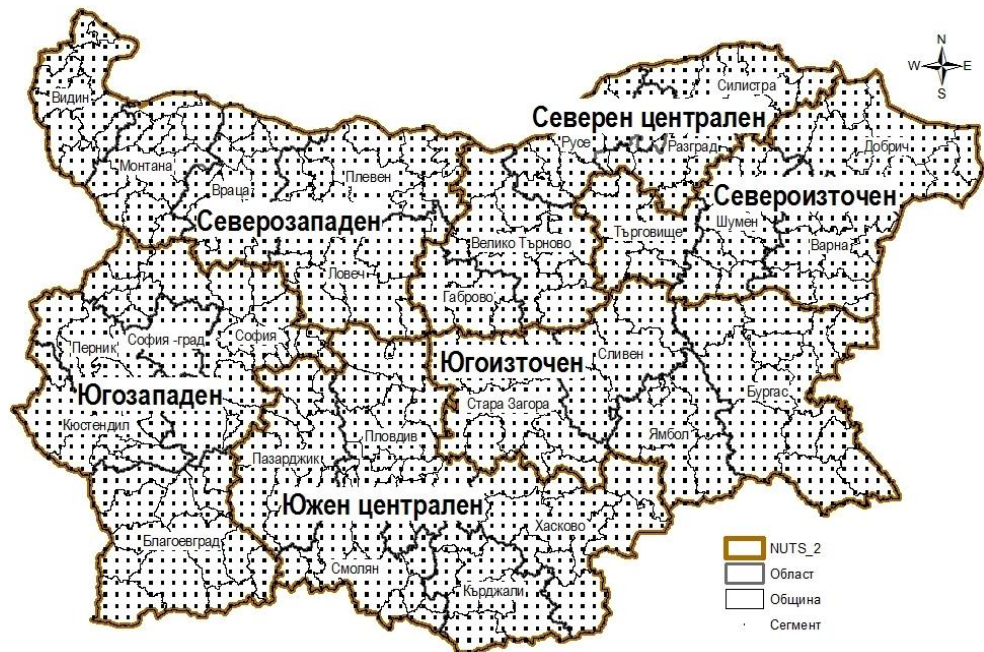 N
W E
S
Силистра
Видин
Северен централен
Русе
Разград
Добрич
Монтана
Плевен
Враца
Североизточен
Северозападен
Шумен
Търговище
Велико Търново
Варна
Ловеч
Габрово
София
София -град
Перник
Сливен
Югоизточен
Югозападен
Бургас
Стара Загора
Кюстендил
Пловдив
Ямбол
Пазарджик
Южен централен
Хасково
Благоевград
Смолян
Кърджали
NUTS_2
Област
Община
Сегмент